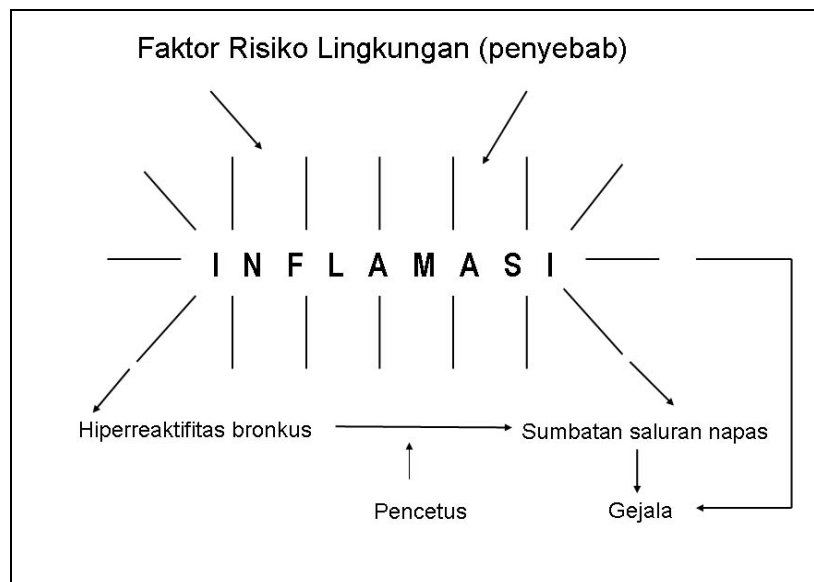 Faktor Risiko Lingkungan (penyebab)
I N F L A M A S I
Hiperreaktifitas bronkus
Sumbatan saluran napas
Pencetus
Gejala